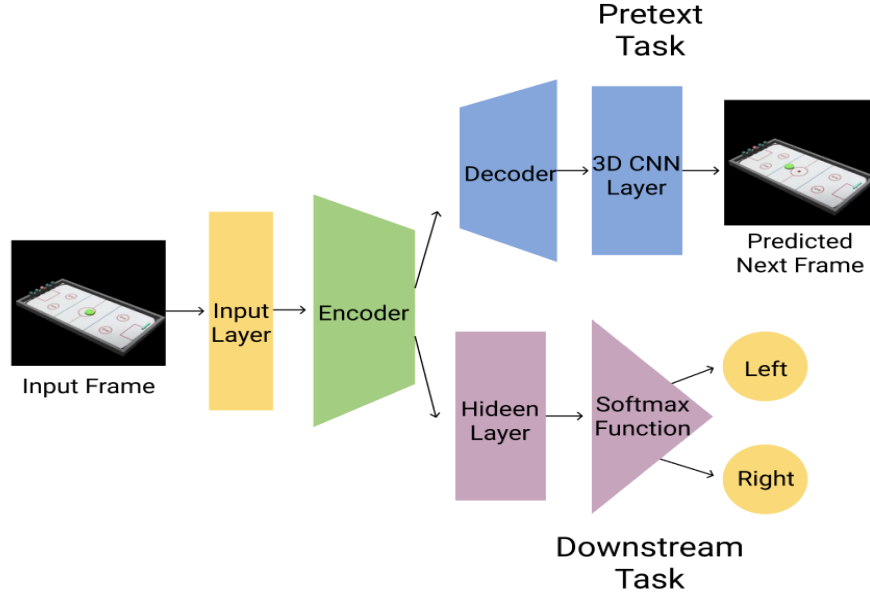 Pretext
Task
Decoder
3D CNN
Layer
Predicted
Next Frame
Input
Layer
Encoder
Input Frame
Hideen
Layer
Softmax
Function
Left
Right
Downstream
Task